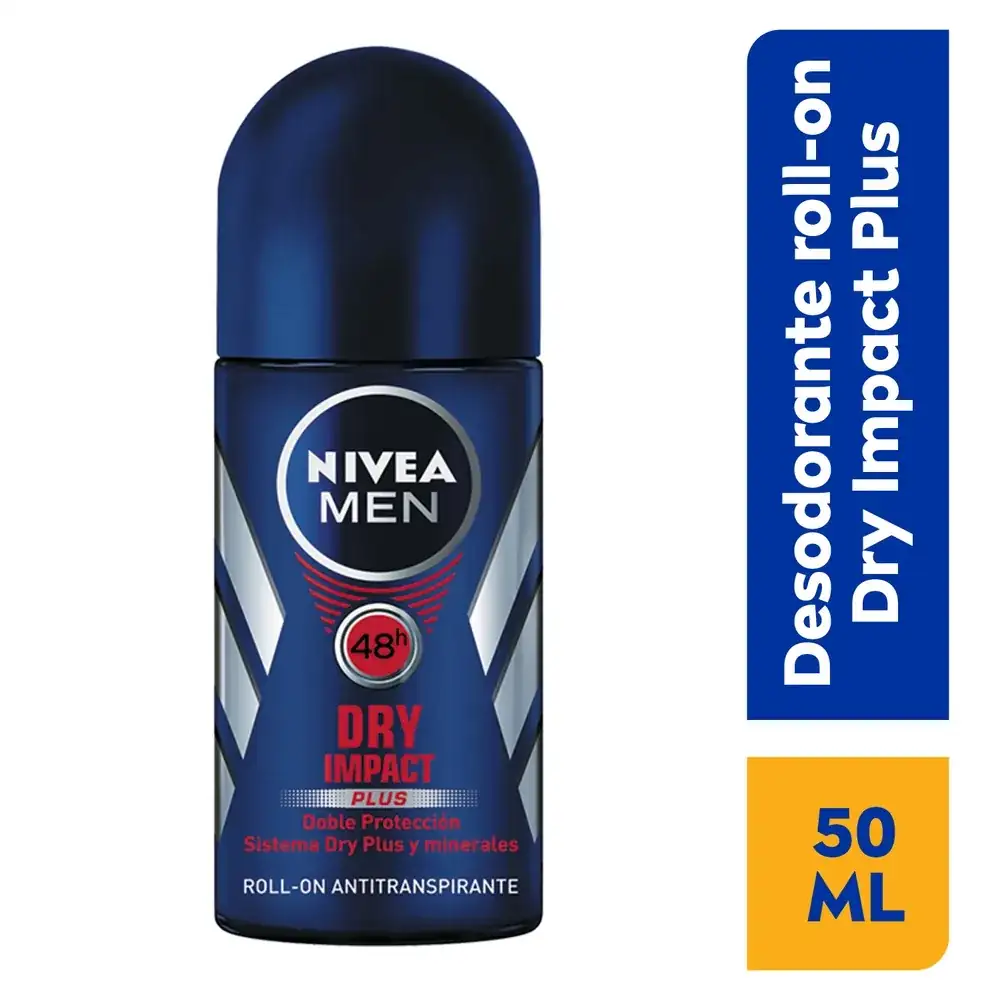 NIVEA
MEN
48h
DRY
IMPACT
PLUS
Doble Protección
Sistema Dry Plus y minerales
ROLL-ON ANTITRANSPIRANTE
Desodorante roll-on
Dry Impact Plus
50
ML